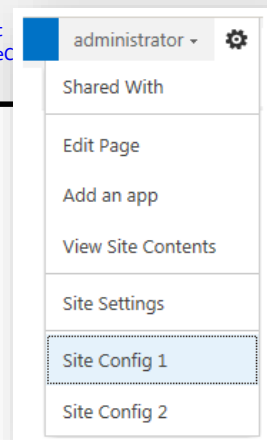 administrator
Shared With
Edit Page
Add an app
View Site Contents
Site Settings
Site Config 1
Site Config 2